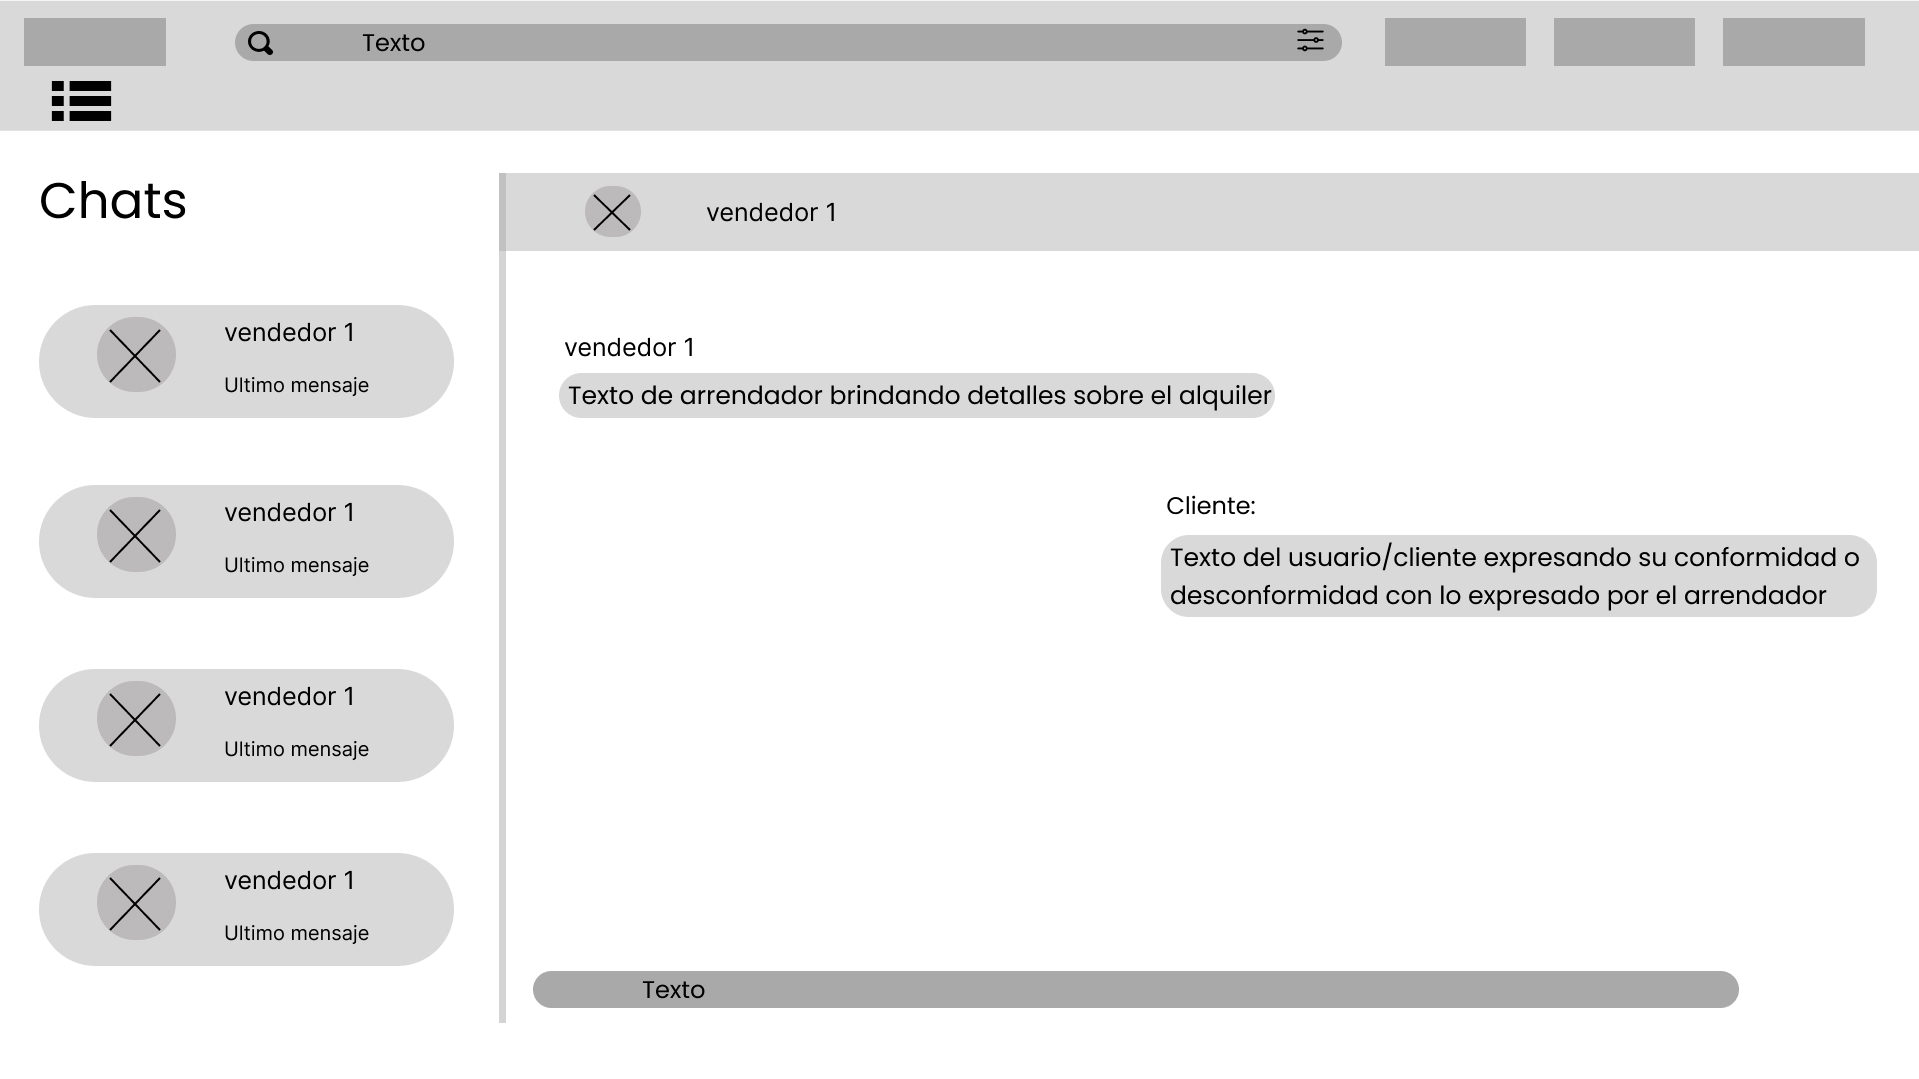 Texto
Chats
vendedor 1
Ultimo mensaje
vendedor 1
Ultimo mensaje
vendedor 1
Ultimo mensaje
vendedor 1
Ultimo mensaje
vendedor 1
vendedor 1
Texto de arrendador brindando detalles sobre el alquiler
Cliente:
Texto del usuario/cliente expresando su conformidad o
desconformidad con lo expresado por el arrendador
Texto